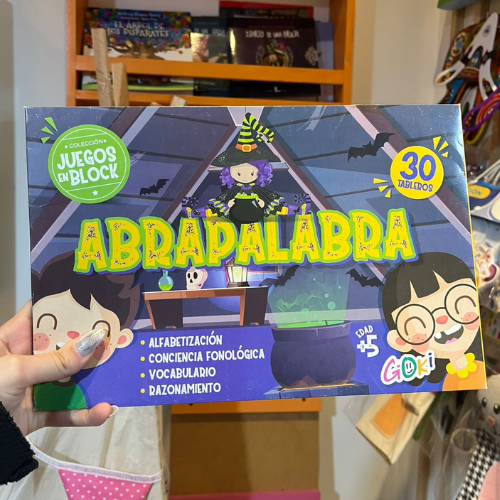 EL ÁRBOL DE
LOS DISPARATES
COLECCIÓN
JUEGOS
EN BLOCK
30
TABLEROS
ABRAPALABRA
• ALFABETIZACIÓN
• CONCIENCIA FONOLÓGICA
• VOCABULARIO
• RAZONAMIENTO
EDAD
+5
GOKi